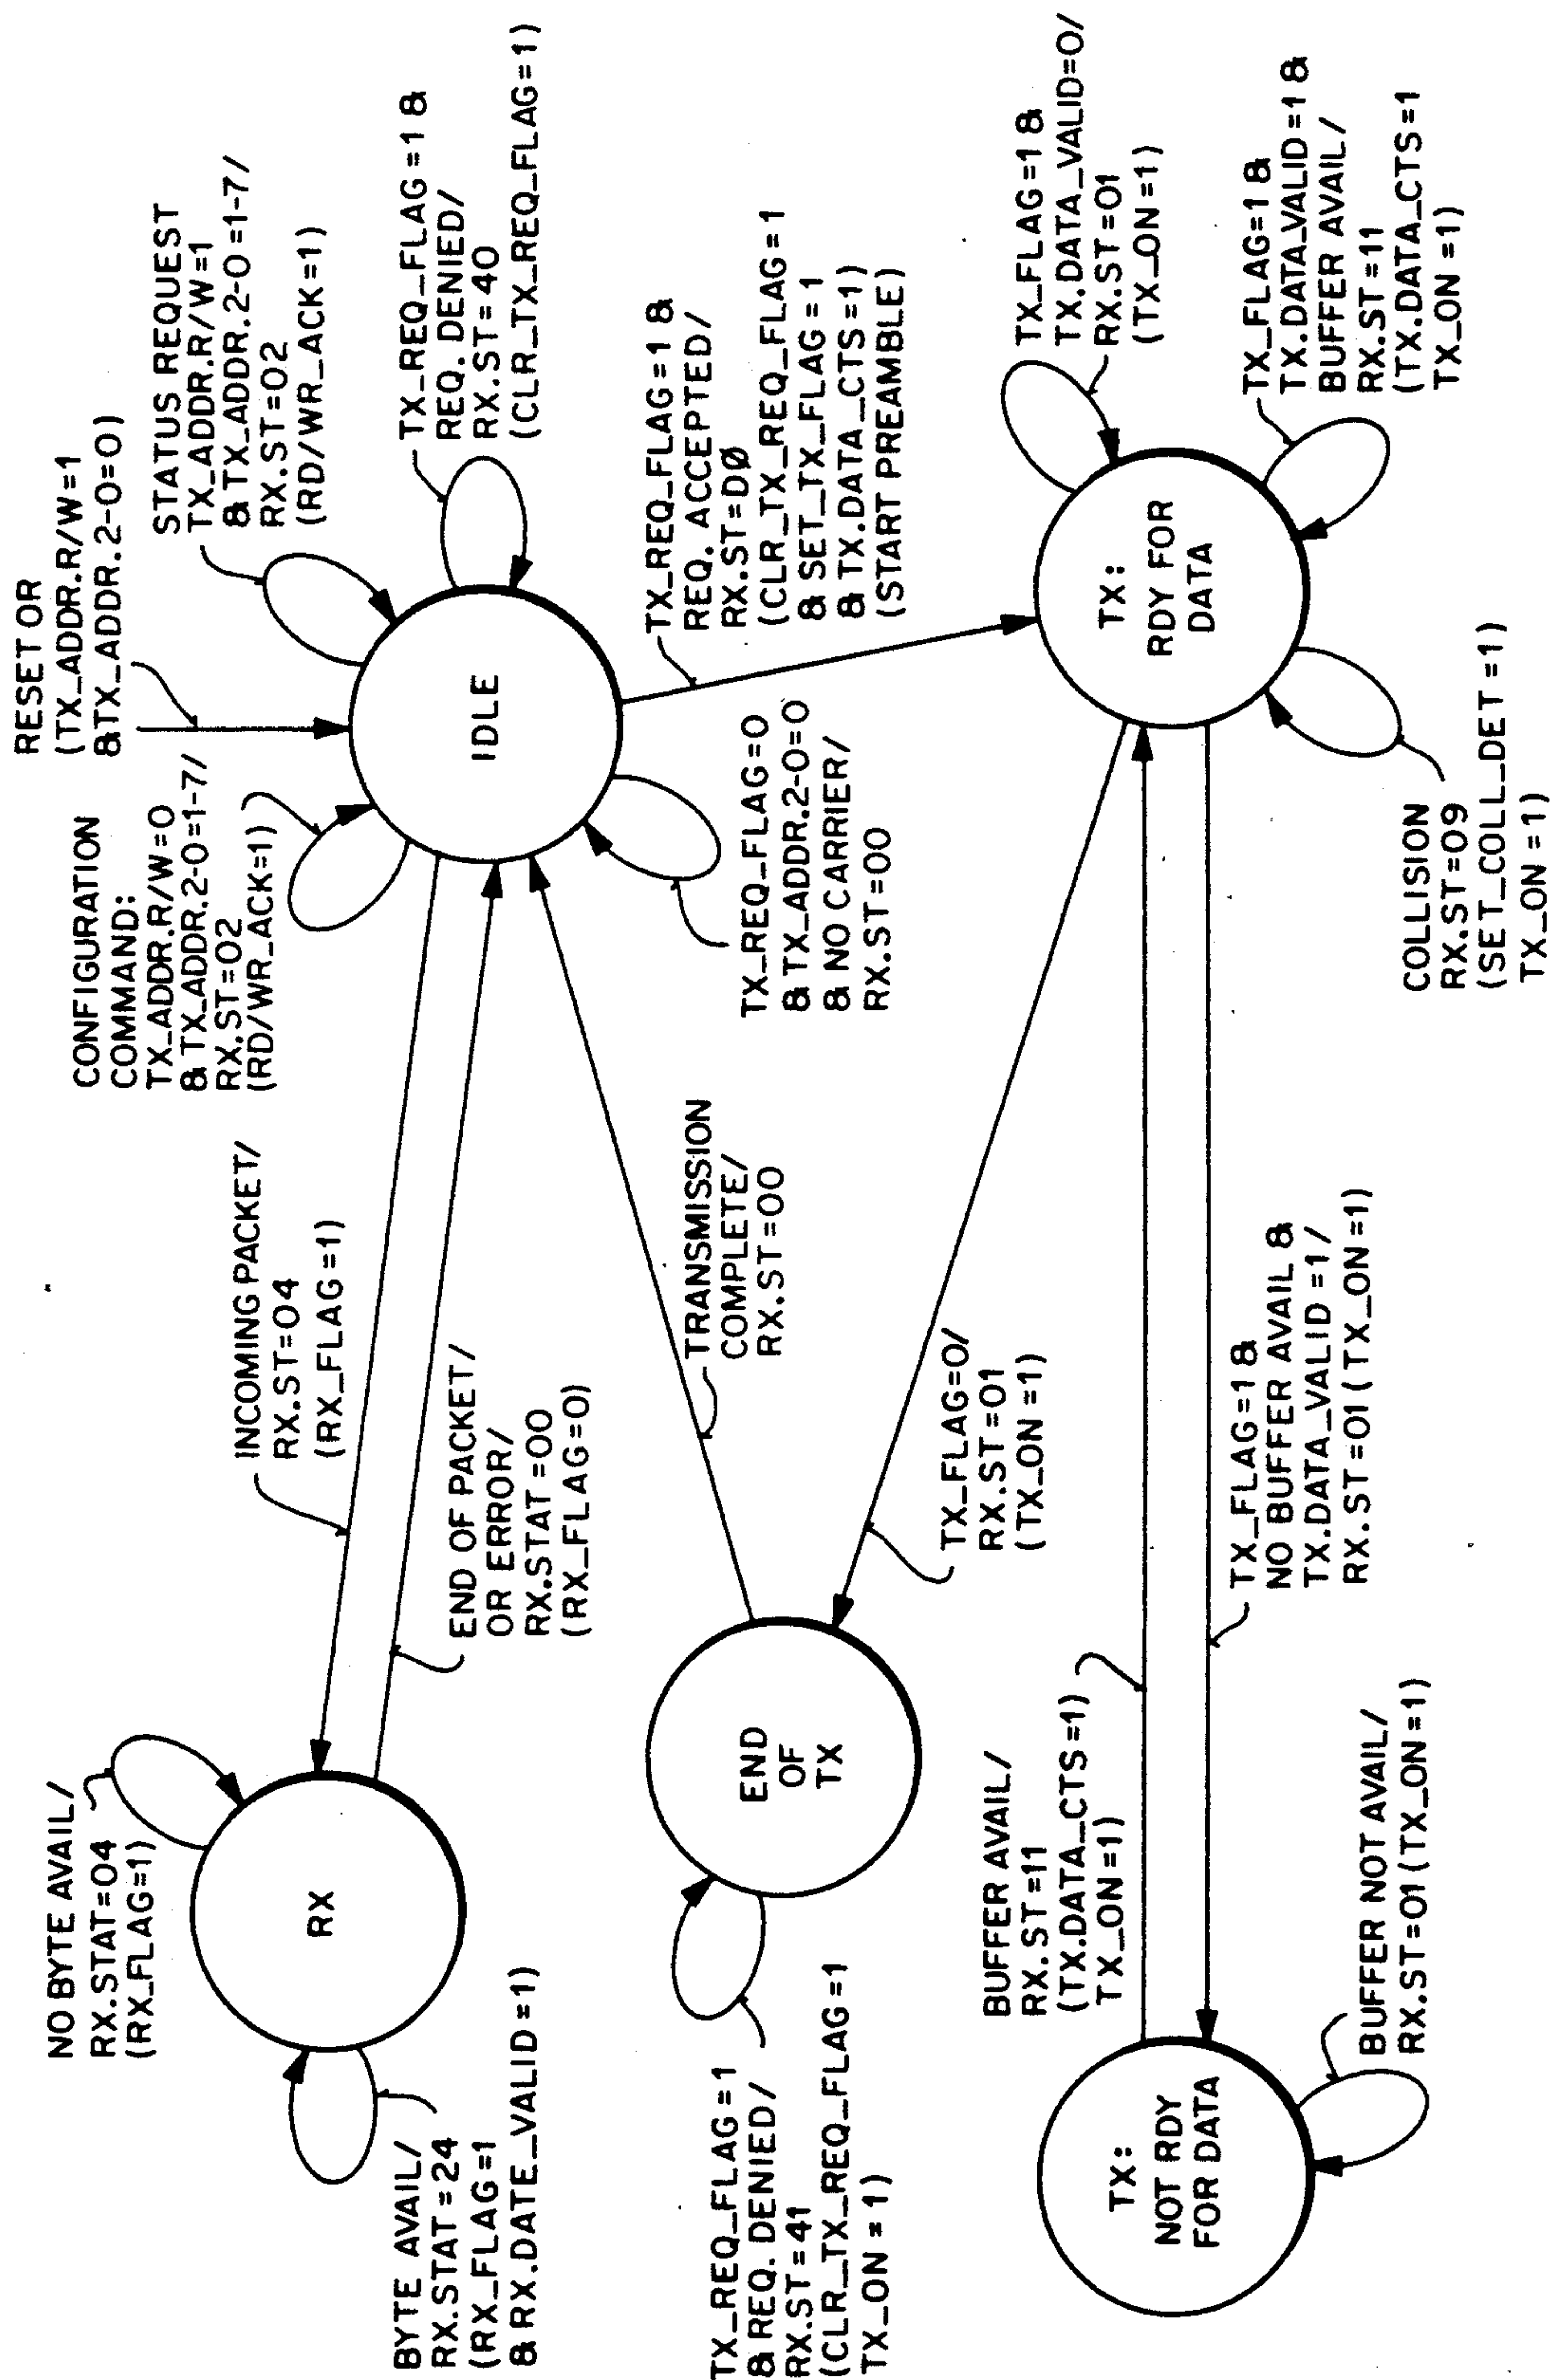 RESET OR
(TX_ADDR.R/W=1
&TX_ADDR.2-0=0)
CONFIGURATION
COMMAND:
TX_ADDR.R/W=0
& TX_ADDR.2-0=1-7/
RX.ST=02
(RD/WR_ACK=1)
STATUS REQUEST
TX_ADDR.R/W=1
& TX_ADDR.2-0=1-7/
RX.ST=02
(RD/WR_ACK=1)
TX_REQ_FLAG=1 &
REQ. DENIED/
RX.ST=40
(CLR_TX_REQ_FLAG=1)
IDLE
TX_REQ_FLAG=0
& TX_ADDR.2-0=0
& NO CARRIER/
RX.ST=00
TX_REQ_FLAG=1 &
REQ. ACCEPTED/
RX.ST=DØ
(CLR_TX_REQ_FLAG=1
& SET_TX_FLAG=1
& TX.DATA_CTS=1)
(START PREAMBLE)
INCOMING PACKET/
RX.ST=04
(RX_FLAG=1)
END OF PACKET/
OR ERROR/
RX.STAT=00
(RX_FLAG=0)
NO BYTE AVAIL/
RX.STAT=04
(RX_FLAG=1)
RX
BYTE AVAIL/
RX.STAT=24
(RX_FLAG=1
& RX.DATE_VALID=1)
TRANSMISSION
COMPLETE/
RX.ST=00
END
OF
TX
TX_REQ_FLAG=1
& REQ. DENIED/
RX.ST=41
(CLR_TX_REQ_FLAG=1
TX_ON=1)
TX_FLAG=0/
RX.ST=01
(TX_ON=1)
TX:
RDY FOR
DATA
TX_FLAG=1 &
TX.DATA_VALID=0/
RX.ST=01
(TX_ON=1)
TX_FLAG=1 &
TX.DATA_VALID=1 &
BUFFER AVAIL/
RX.ST=11
(TX.DATA_CTS=1
TX_ON=1)
COLLISION
RX.ST=09
(SET_COLL_DET=1)
TX_ON=1)
BUFFER AVAIL/
RX.ST=11
(TX.DATA_CTS=1)
TX_ON=1)
TX_FLAG=1 &
NO BUFFER AVAIL &
TX.DATA_VALID=1/
RX.ST=01(TX_ON=1)
TX:
NOT RDY
FOR DATA
BUFFER NOT AVAIL/
RX.ST=01(TX_ON=1)